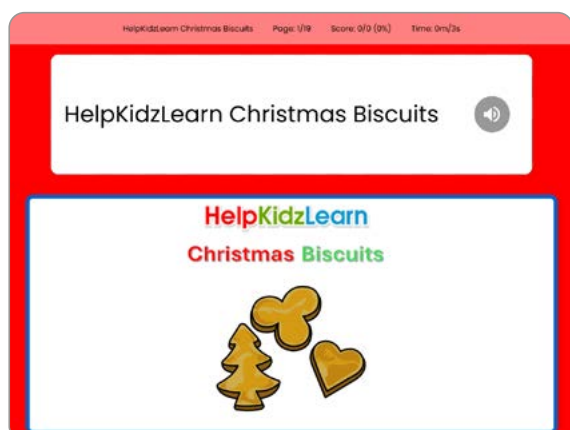 HelpKidzLearn Christmas Biscuits Page: 1/19 Score: 0/0 (0%) Time: 0m/3s
HelpKidzLearn Christmas Biscuits
HelpKidzLearn
Christmas Biscuits